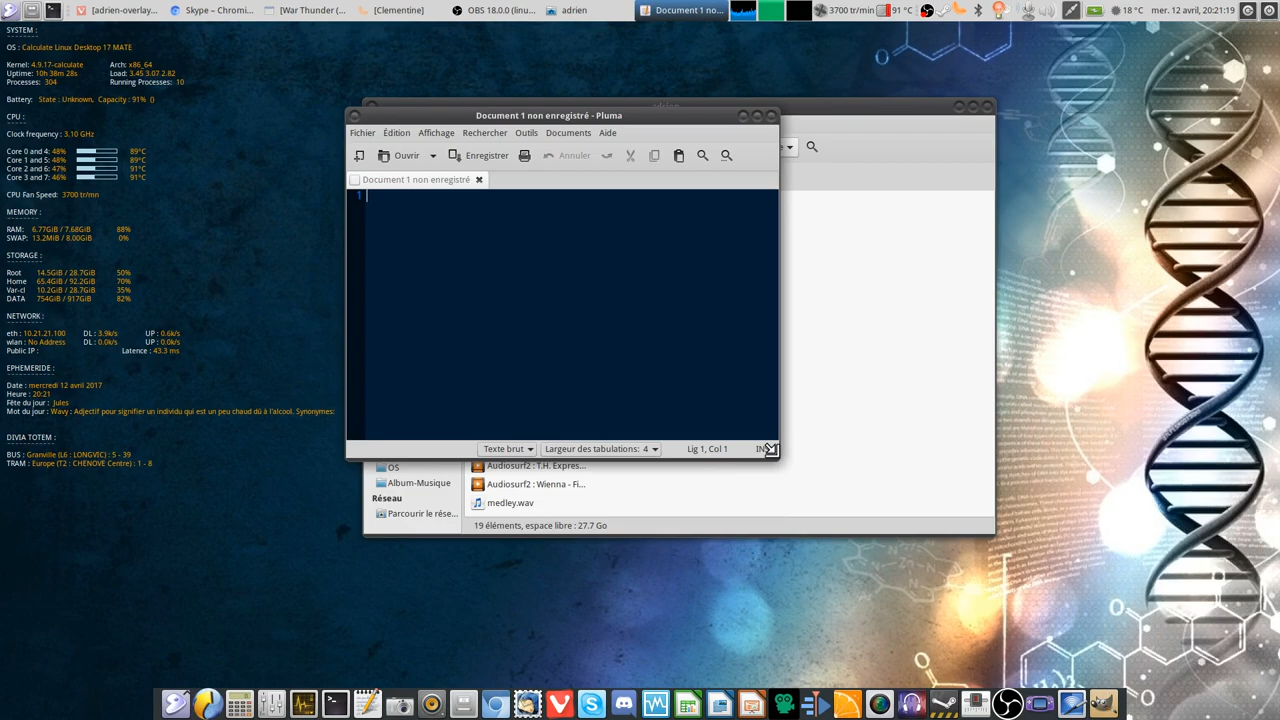 [adrien-overlay...
Skype – Chromi...
[War Thunder (...
[Clementine]
OBS 18.0.0 (linu...
adrien
Document 1 no...
3700 tr/min
91 °C
18 °C
mer. 12 avril, 20:21:19
SYSTEM :
OS : Calculate Linux Desktop 17 MATE
Kernel: 4.9.17-calculate Arch: x86_64
Uptime: 10h 38m 28s Load: 3.45 3.07 2.82
Processes: 304 Running Processes: 10
Battery: State : Unknown, Capacity : 91% ()
CPU :
Clock frequency : 3.10 GHz
Core 0 and 4: 48% 89°C
Core 1 and 5: 48% 89°C
Core 2 and 6: 47% 91°C
Core 3 and 7: 46% 91°C
CPU Fan Speed: 3700 tr/mn
MEMORY :
RAM: 6.77GiB / 7.68GiB 88%
SWAP: 13.2MiB / 8.00GiB 0%
STORAGE :
Root 14.5GiB / 28.7GiB 50%
Home 65.4GiB / 92.2GiB 70%
Var-cl 10.2GiB / 28.7GiB 35%
DATA 754GiB / 917GiB 82%
NETWORK :
eth : 10.21.21.100 DL : 3.9k/s UP : 0.6k/s
wlan : No Address DL : 0.0k/s UP : 0.0k/s
Public IP : Latence : 43.3 ms
EPHEMERIDE :
Date : mercredi 12 avril 2017
Heure : 20:21
Fête du jour : Jules
Mot du jour : Wavy : Adjectif pour signifier un individu qui est un peu chaud dû à l'alcool. Synonymes:
DIVIA TOTEM :
BUS : Granville (L6 : LONGVIC) : 5 - 39
TRAM : Europe (T2 : CHENOVE Centre) : 1 - 8
Document 1 non enregistré - Pluma
Fichier Édition Affichage Rechercher Outils Documents Aide
Ouvrir Enregistrer Annuler
Document 1 non enregistré
1
Texte brut Largeur des tabulations: 4 Lig 1, Col 1
OS
Album-Musique
Réseau
Parcourir le rése...
Audiosurf2 : T.H. Expres...
Audiosurf2 : Wienna - Fi...
medley.wav
19 éléments, espace libre : 27.7 Go